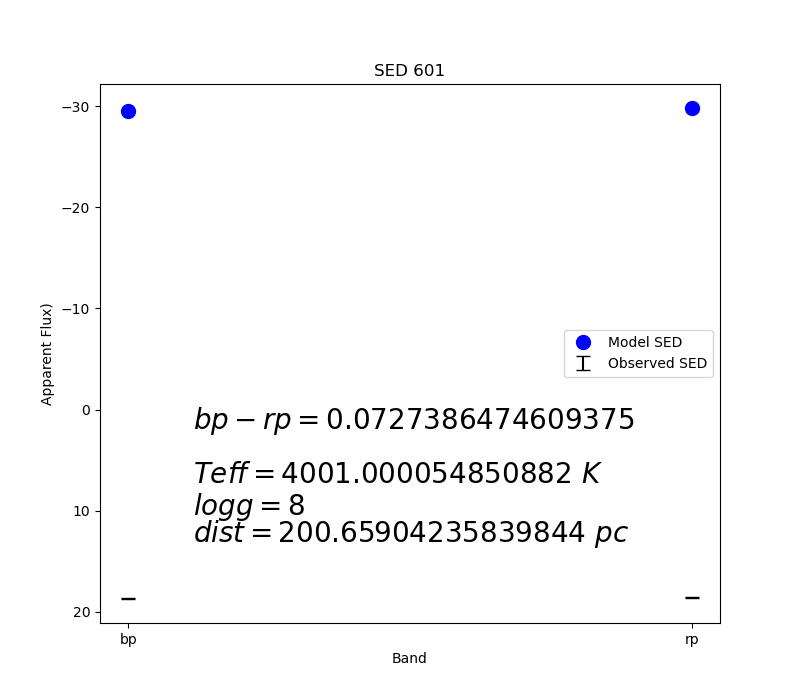 SED 601
−30
−20
−10
0
10
20
Apparent Flux)
Model SED
Observed SED
bp − rp = 0.0727386474609375
Teff = 4001.000054850882 K
logg = 8
dist = 200.65904235839844 pc
bp
rp
Band